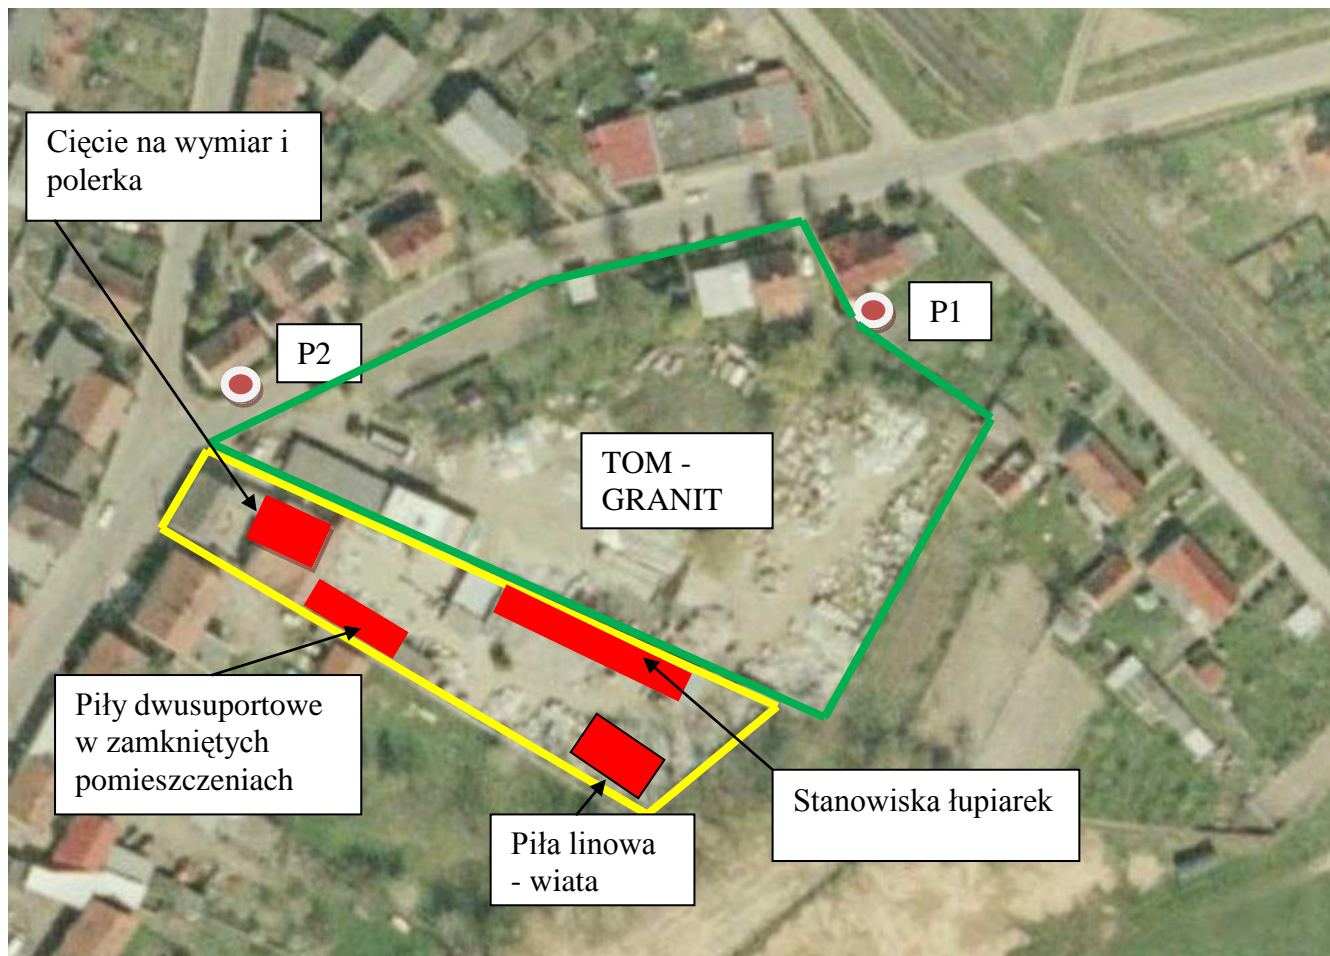 Cięcie na wymiar i
polerka
P1
P2
TOM -
GRANIT
Piły dwusuportowe
w zamkniętych
pomieszczeniach
Stanowiska łupiarek
Piła linowa
- wiata